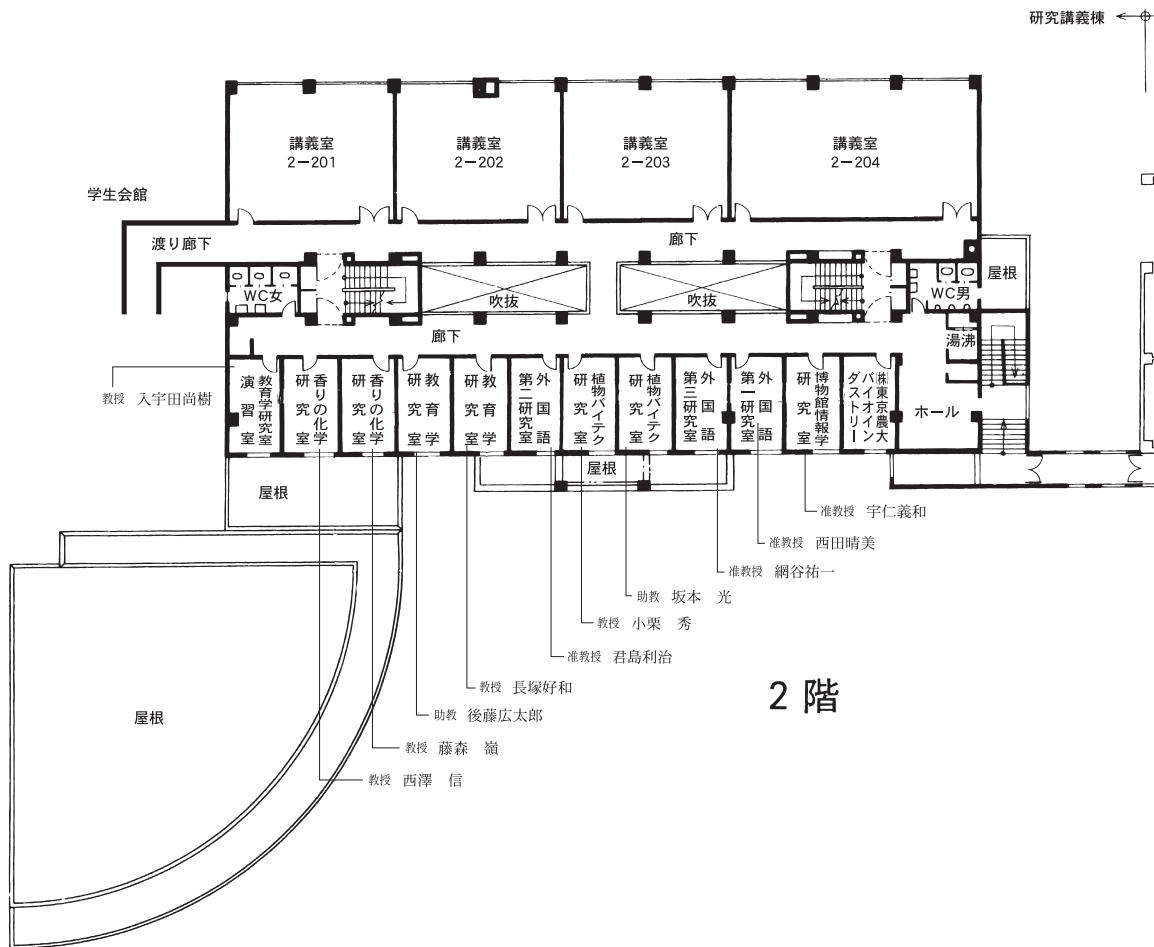 研究講義棟
講義室
2−201
講義室
2−202
講義室
2−203
講義室
2−204
学生会館
渡り廊下
廊下
屋根
WC女
吹抜
吹抜
WC男
廊下
湯沸
教育学研究室
演習室
香りの化学
研究室
香りの化学
研究室
教育学
研究室
教育学
研究室
外国語
第二研究室
植物バイテク
研究室
植物バイテク
研究室
外国語
第三研究室
外国語
第一研究室
博物館情報学
研究室
㈱東京農大
バイオイン
ダストリー
ホール
教授 入宇田尚樹
屋根
屋根
准教授 宇仁義和
准教授 西田晴美
准教授 網谷祐一
助教 坂本 光
教授 小栗 秀
准教授 君島利治
教授 長塚好和
助教 後藤広太郎
教授 藤森 嶺
教授 西澤 信
2 階
屋根